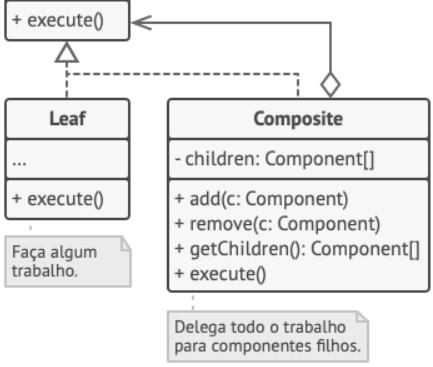 + execute()
Leaf
...
+ execute()
Faça algum
trabalho.
Composite
- children: Component[]
+ add(c: Component)
+ remove(c: Component)
+ getChildren(): Component[]
+ execute()
Delega todo o trabalho
para componentes filhos.